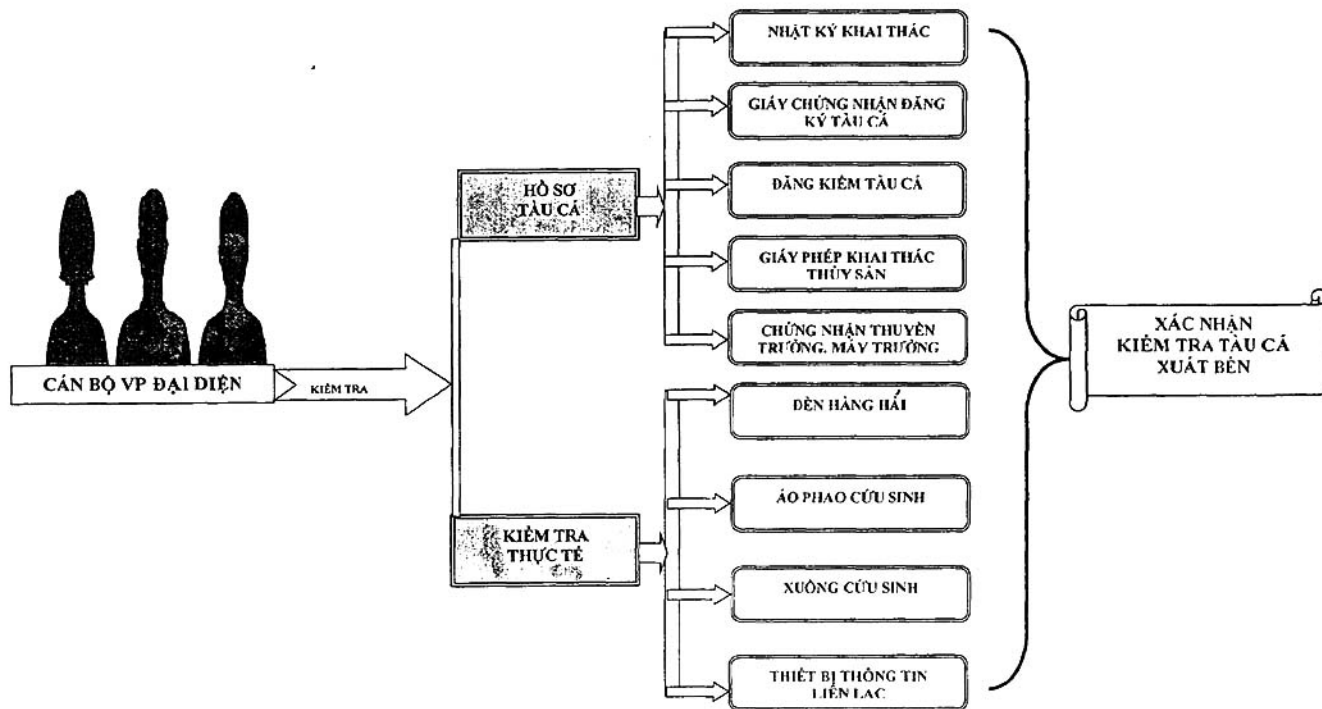 CÁN BỘ VP ĐẠI DIỆN
KIỂM TRA
HỒ SƠ
TÀU CÁ
KIỂM TRA
THỰC TẾ
NHẬT KÝ KHAI THÁC
GIẤY CHỨNG NHẬN ĐĂNG
KÝ TÀU CÁ
ĐĂNG KIỂM TÀU CÁ
GIẤY PHÉP KHAI THÁC
THỦY SẢN
CHỨNG NHẬN THUYỀN
TRƯỞNG. MÁY TRƯỞNG
ĐÈN HÀNG HẢI
ÁO PHAO CỨU SINH
XUỒNG CỨU SINH
THIẾT BỊ THÔNG TIN
LIÊN LẠC
XÁC NHẬN
KIỂM TRA TÀU CÁ
XUẤT BẾN